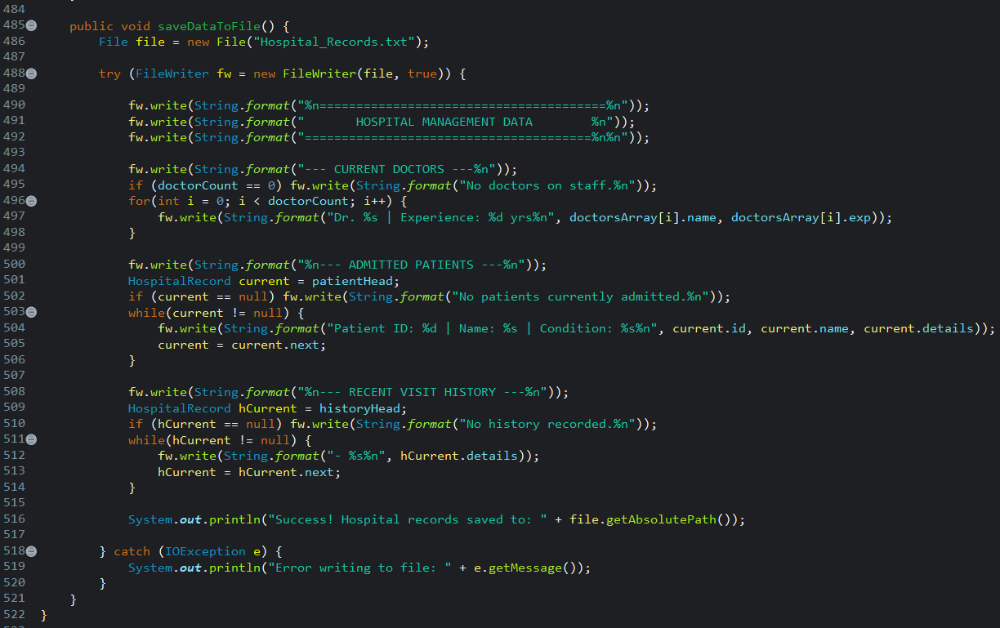 484
485 public void saveDataToFile() {
486 File file = new File("Hospital_Records.txt");
487
488 try (FileWriter fw = new FileWriter(file, true)) {
489
490 fw.write(String.format("%n=======================================%n"));
491 fw.write(String.format("       HOSPITAL MANAGEMENT DATA        %n"));
492 fw.write(String.format("=======================================%n%n"));
493
494 fw.write(String.format("--- CURRENT DOCTORS ---%n"));
495 if (doctorCount == 0) fw.write(String.format("No doctors on staff.%n"));
496 for(int i = 0; i < doctorCount; i++) {
497 fw.write(String.format("Dr. %s | Experience: %d yrs%n", doctorsArray[i].name, doctorsArray[i].exp));
498 }
499
500 fw.write(String.format("%n--- ADMITTED PATIENTS ---%n"));
501 HospitalRecord current = patientHead;
502 if (current == null) fw.write(String.format("No patients currently admitted.%n"));
503 while(current != null) {
504 fw.write(String.format("Patient ID: %d | Name: %s | Condition: %s%n", current.id, current.name, current.details));
505 current = current.next;
506 }
507
508 fw.write(String.format("%n--- RECENT VISIT HISTORY ---%n"));
509 HospitalRecord hCurrent = historyHead;
510 if (hCurrent == null) fw.write(String.format("No history recorded.%n"));
511 while(hCurrent != null) {
512 fw.write(String.format("- %s%n", hCurrent.details));
513 hCurrent = hCurrent.next;
514 }
515
516 System.out.println("Success! Hospital records saved to: " + file.getAbsolutePath());
517
518 } catch (IOException e) {
519 System.out.println("Error writing to file: " + e.getMessage());
520 }
521 }
522 }